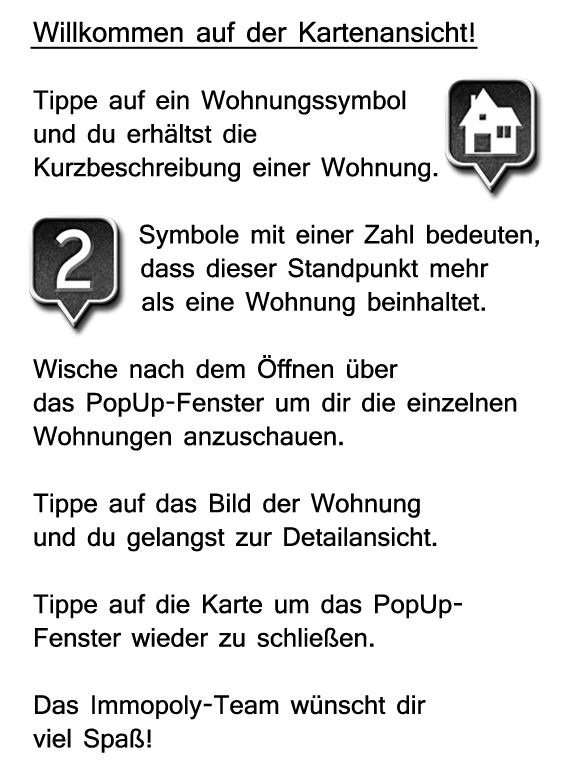 Willkommen auf der Kartenansicht!
Tippe auf ein Wohnungssymbol
und du erhältst die
Kurzbeschreibung einer Wohnung.
2
Symbole mit einer Zahl bedeuten,
dass dieser Standpunkt mehr
als eine Wohnung beinhaltet.
Wische nach dem Öffnen über
das PopUp-Fenster um dir die einzelnen
Wohnungen anzuschauen.
Tippe auf das Bild der Wohnung
und du gelangst zur Detailansicht.
Tippe auf die Karte um das PopUp-
Fenster wieder zu schließen.
Das Immopoly-Team wünscht dir
viel Spaß!